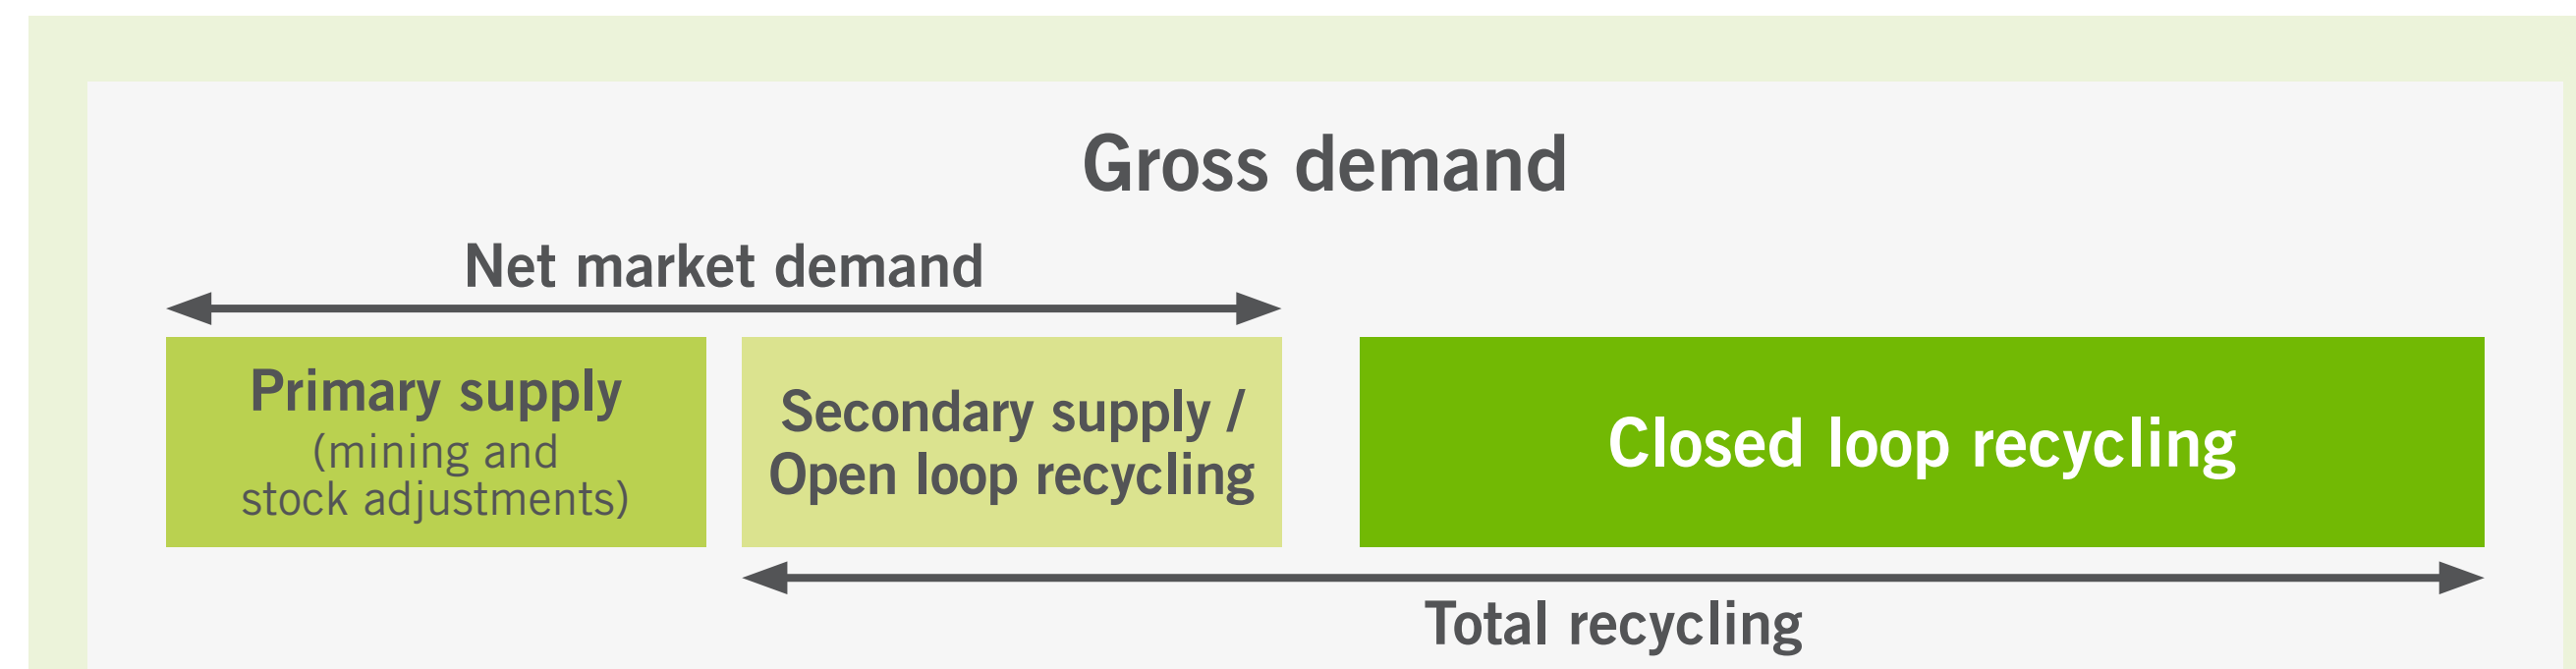 Gross demand
Net market demand
Primary supply
(mining and
stock adjustments)
Secondary supply /
Open loop recycling
Closed loop recycling
Total recycling